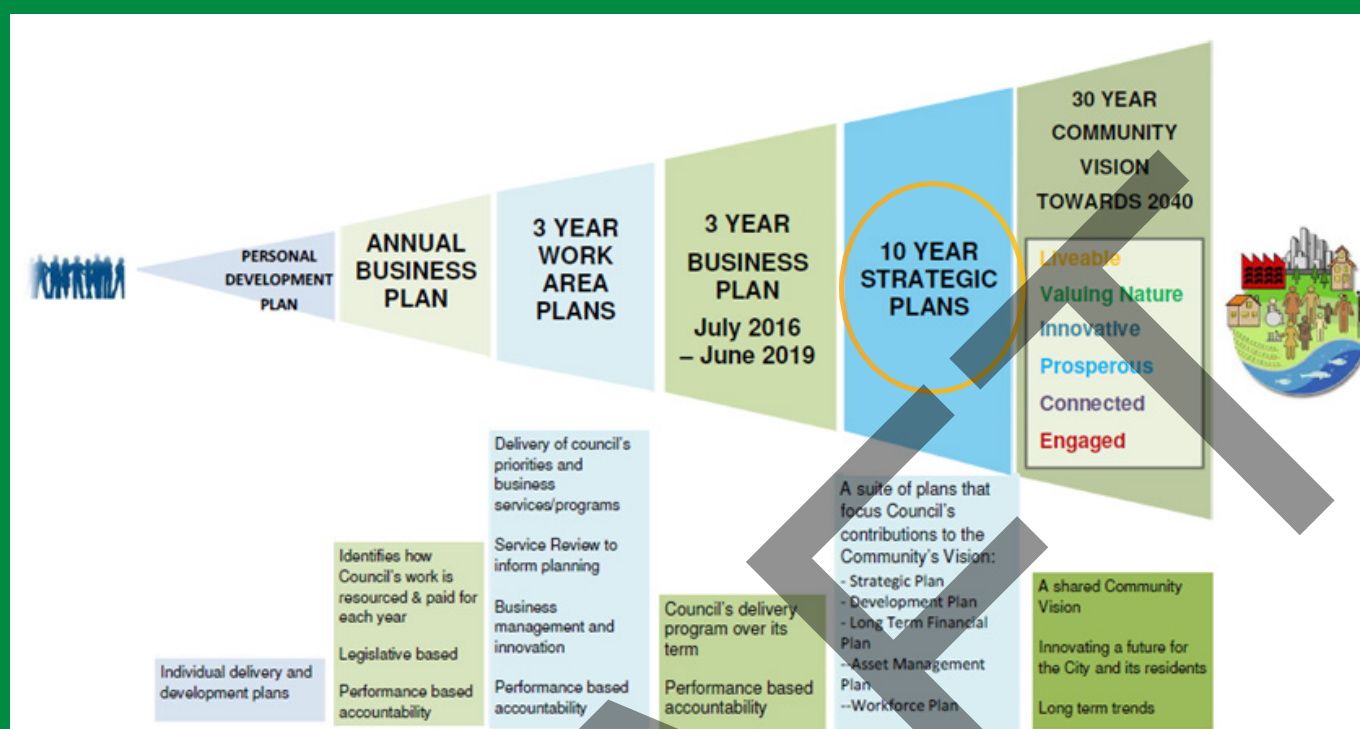 PERSONAL
DEVELOPMENT
PLAN
ANNUAL
BUSINESS
PLAN
3 YEAR
WORK
AREA
PLANS
3 YEAR
BUSINESS
PLAN
July 2016
– June 2019
10 YEAR
STRATEGIC
PLANS
30 YEAR
COMMUNITY
VISION
TOWARDS 2040
Liveable
Valuing Nature
Innovative
Prosperous
Connected
Engaged
Individual delivery and
development plans
Identifies how
Council's work is
resourced & paid for
each year
Legislative based
Performance based
accountability
Delivery of council's
priorities and
business
services/programs
Service Review to
inform planning
Business
management and
innovation
Performance based
accountability
Council's delivery
program over its
term
Performance based
accountability
A suite of plans that
focus Council's
contributions to the
Community's Vision:
- Strategic Plan
- Development Plan
- Long Term Financial
Plan
--Asset Management
Plan
--Workforce Plan
A shared Community
Vision
Innovating a future for
the City and its residents
Long term trends